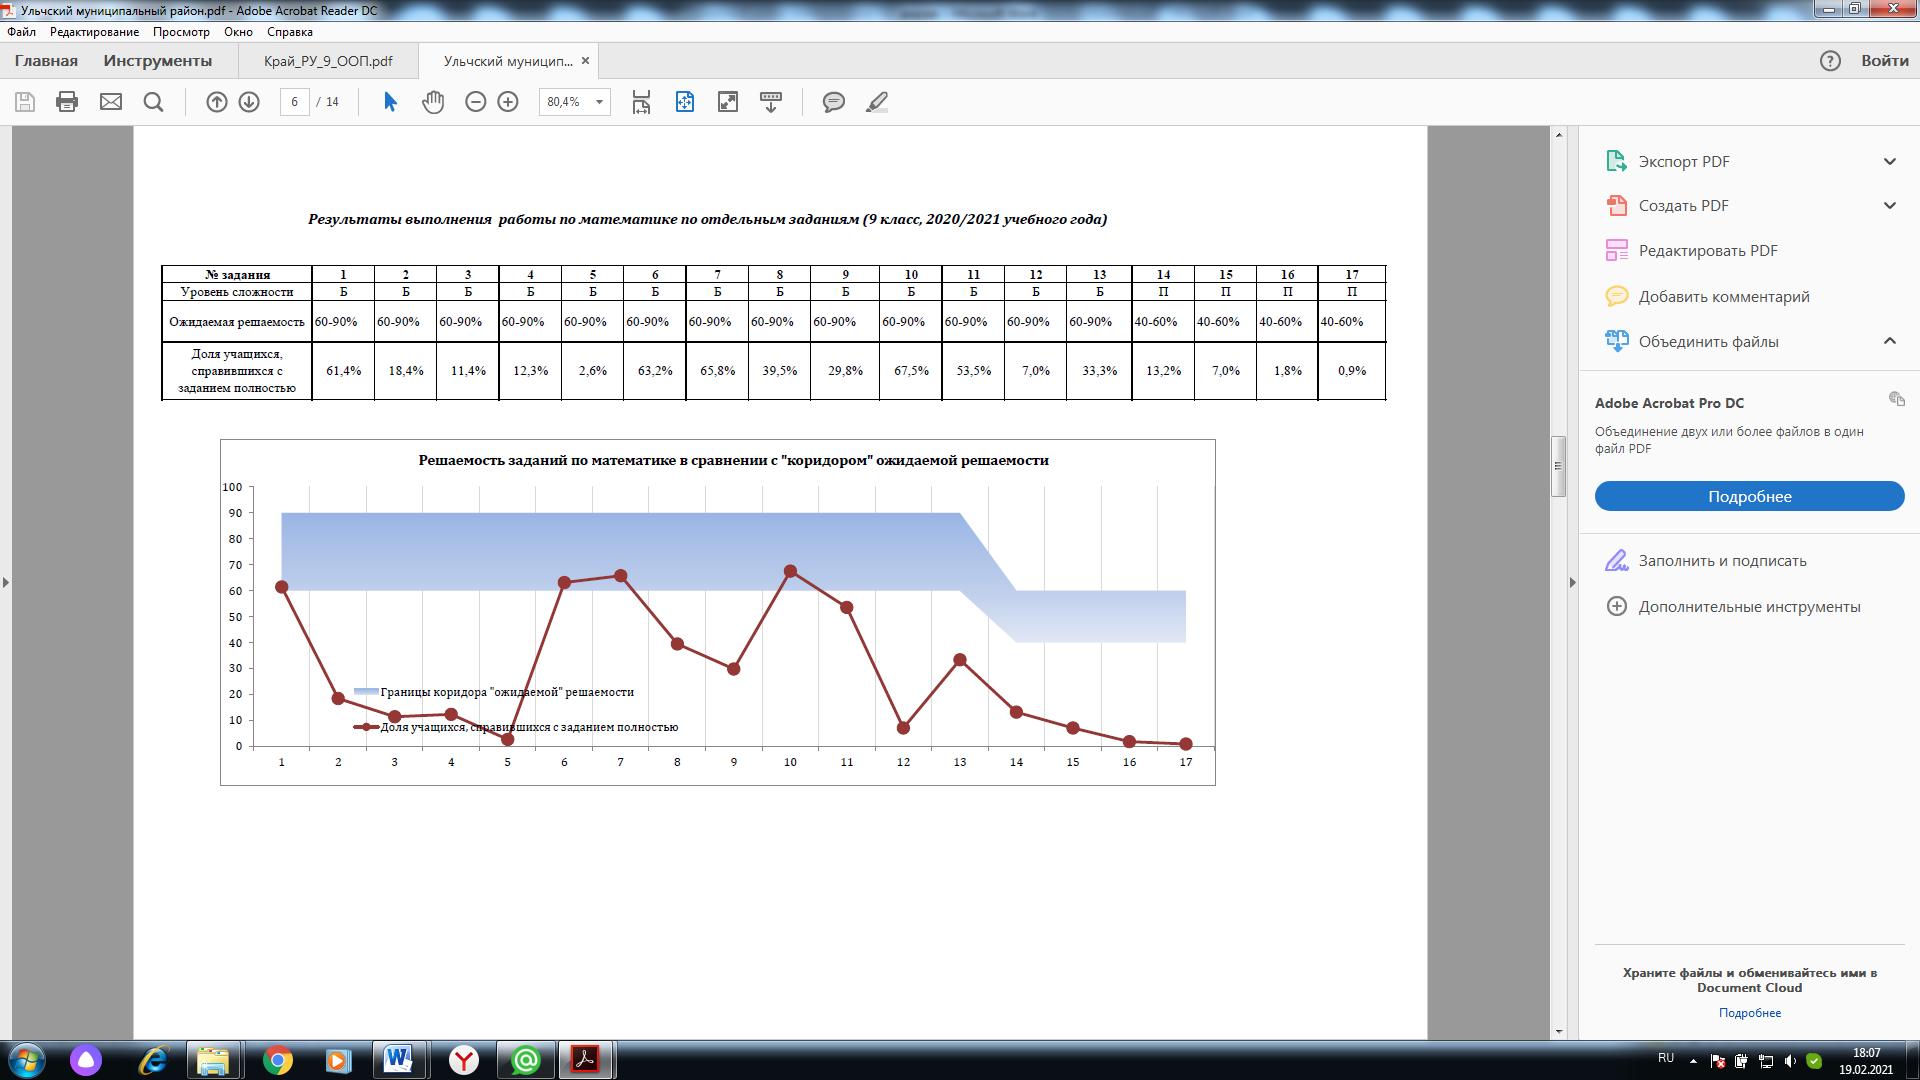 Ульчский муниципальный район.pdf - Adobe Acrobat Reader DC
Файл Редактирование Просмотр Окно Справка
Главная Инструменты Край_РУ_9_ООП.pdf Ульчский муницип... × Войти
6 / 14 80,4%
Результаты выполнения работы по математике по отдельным заданиям (9 класс, 2020/2021 учебного года)
№ задания 1 2 3 4 5 6 7 8 9 10 11 12 13 14 15 16 17
Уровень сложности Б Б Б Б Б Б Б Б Б Б Б Б Б П П П П
Ожидаемая решаемость 60-90% 60-90% 60-90% 60-90% 60-90% 60-90% 60-90% 60-90% 60-90% 60-90% 60-90% 60-90% 60-90% 40-60% 40-60% 40-60% 40-60%
Доля учащихся,
справившихся с
заданием полностью
61,4% 18,4% 11,4% 12,3% 2,6% 63,2% 65,8% 39,5% 29,8% 67,5% 53,5% 7,0% 33,3% 13,2% 7,0% 1,8% 0,9%
Решаемость заданий по математике в сравнении с "коридором" ожидаемой решаемости
100
90
80
70
60
50
40
30
20
10
0
Границы коридора "ожидаемой" решаемости
Доля учащихся, справившихся с заданием полностью
1 2 3 4 5 6 7 8 9 10 11 12 13 14 15 16 17
Экспорт PDF
Создать PDF
Редактировать PDF
Добавить комментарий
Объединить файлы
Adobe Acrobat Pro DC
Объединение двух или более файлов в один
файл PDF
Подробнее
Заполнить и подписать
Дополнительные инструменты
Храните файлы и обменивайтесь ими в
Document Cloud
Подробнее
RU
18:07
19.02.2021